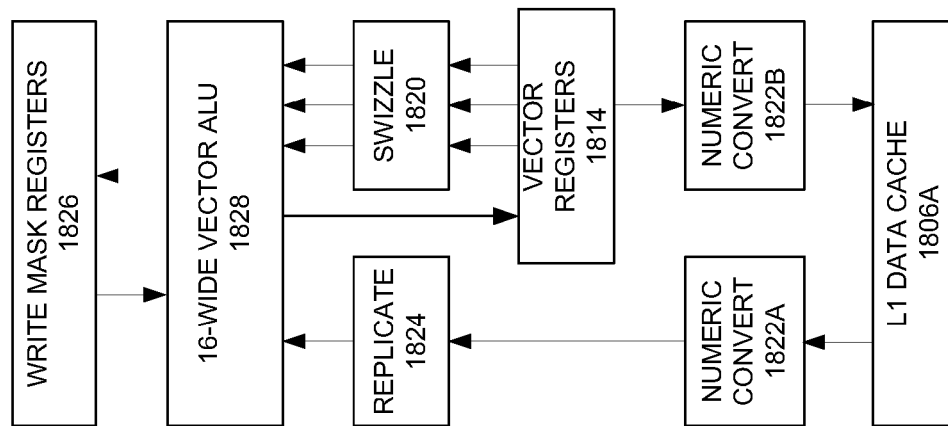 WRITE MASK REGISTERS
1826
16-WIDE VECTOR ALU
1828
REPLICATE
1824
SWIZZLE
1820
VECTOR
REGISTERS
1814
NUMERIC
CONVERT
1822A
NUMERIC
CONVERT
1822B
L1 DATA CACHE
1806A